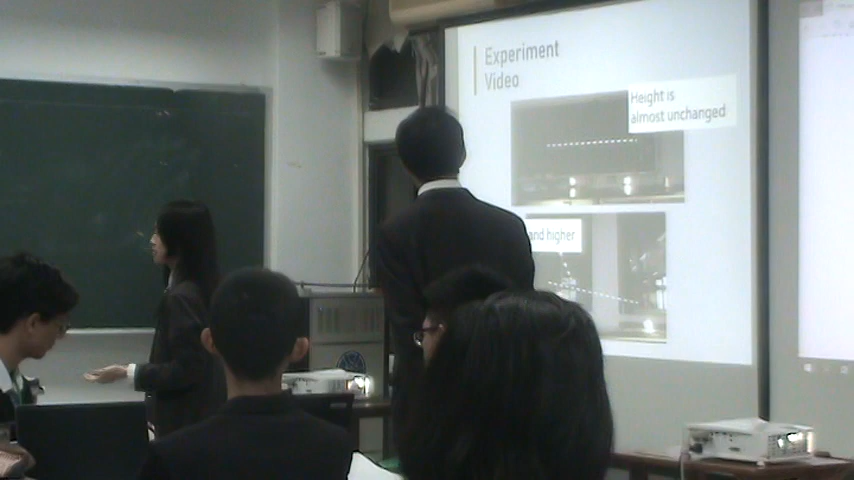 Experiment
Video
Height is
almost unchanged
and higher